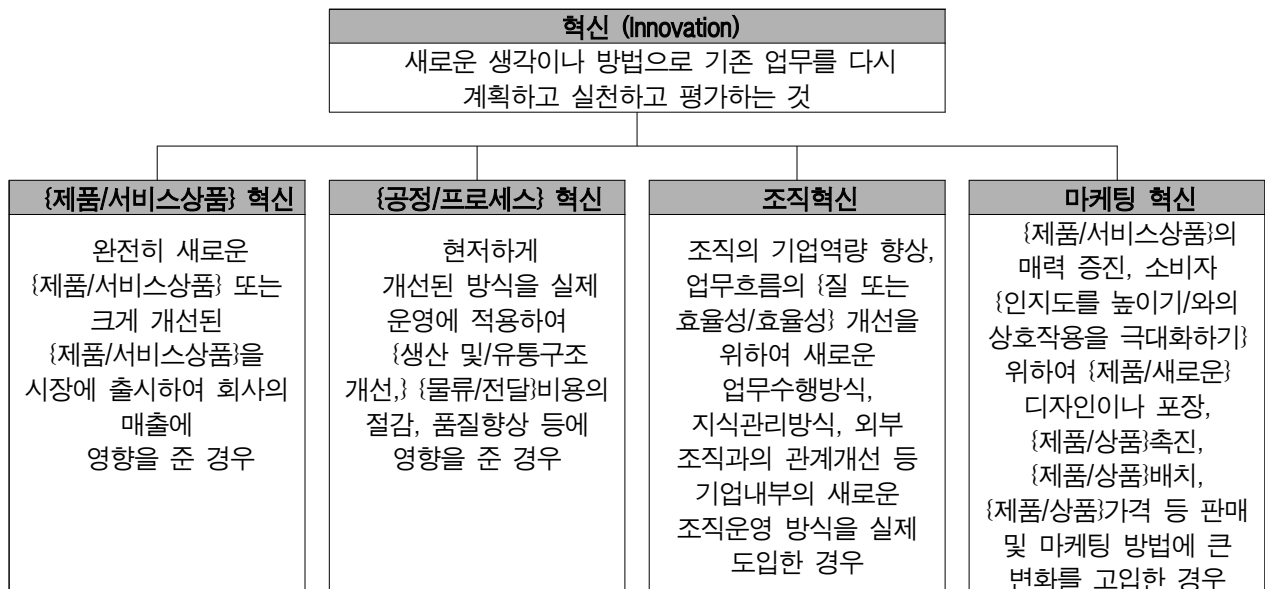 혁신 (Innovation)
새로운 생각이나 방법으로 기존 업무를 다시
계획하고 실천하고 평가하는 것
{제품/서비스상품} 혁신
완전히 새로운
{제품/서비스상품} 또는
크게 개선된
{제품/서비스상품}을
시장에 출시하여 회사의
매출에
영향을 준 경우
{공정/프로세스} 혁신
현저하게
개선된 방식을 실제
운영에 적용하여
{생산 및/유통구조
개선,} {물류/전달}비용의
절감, 품질향상 등에
영향을 준 경우
조직혁신
조직의 기업역량 향상,
업무흐름의 {질 또는
효율성/효율성} 개선을
위하여 새로운
업무수행방식,
지식관리방식, 외부
조직과의 관계개선 등
기업내부의 새로운
조직운영 방식을 실제
도입한 경우
마케팅 혁신
{제품/서비스상품}의
매력 증진, 소비자
{인지도를 높이기/와의
상호작용을 극대화하기}
위하여 {제품/새로운}
디자인이나 포장,
{제품/상품}촉진,
{제품/상품}배치,
{제품/상품}가격 등 판매
및 마케팅 방법에 큰
변화를 고입한 경우